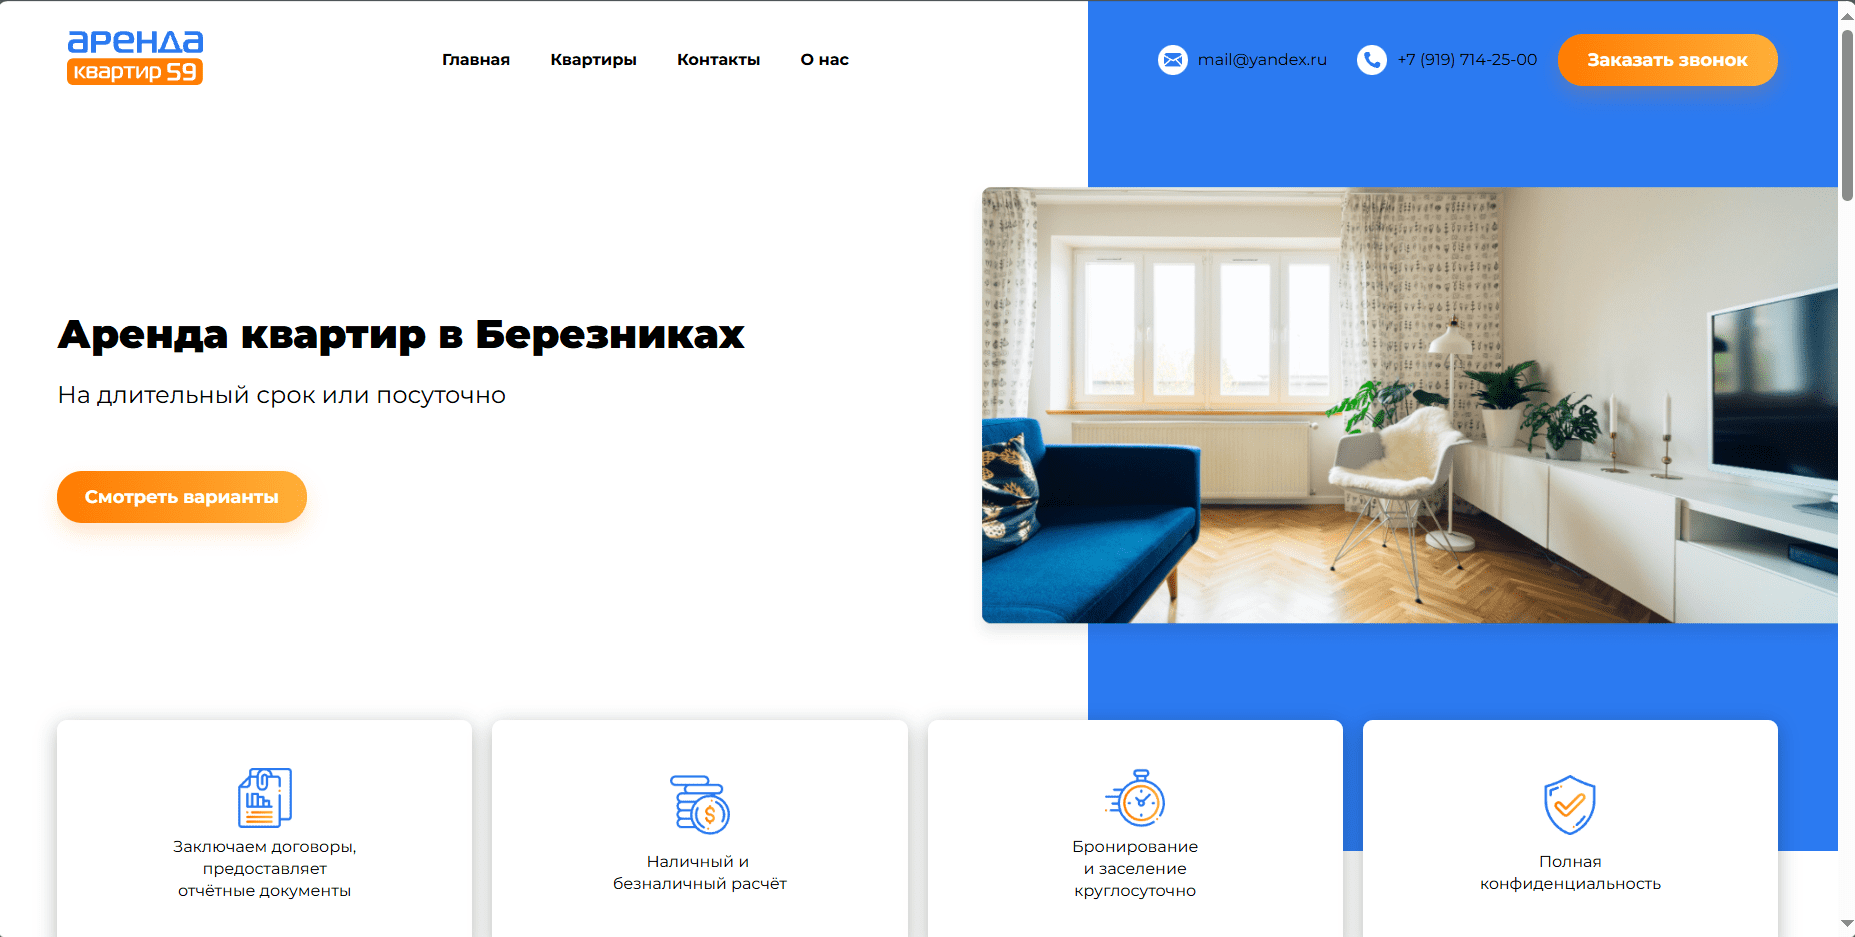 аренда
квартир 59
Главная
Квартиры
Контакты
О нас
mail@yandex.ru
+7 (919) 714-25-00
Заказать звонок
Аренда квартир в Березниках
На длительный срок или посуточно
Смотреть варианты
Заключаем договоры,
предоставляет
отчётные документы
Наличный и
безналичный расчёт
Бронирование
и заселение
круглосуточно
Полная
конфиденциальность